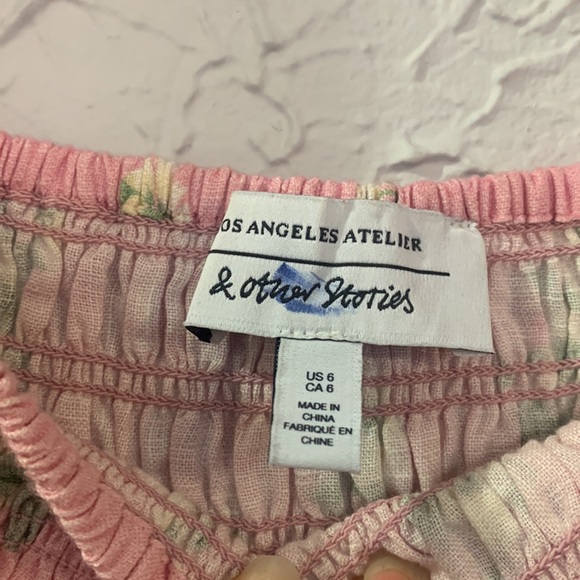 OS ANGELES ATELIER
& other Stories
US 6
CA 6
MADE IN
CHINA
FABRIQUÉ EN
CHINE